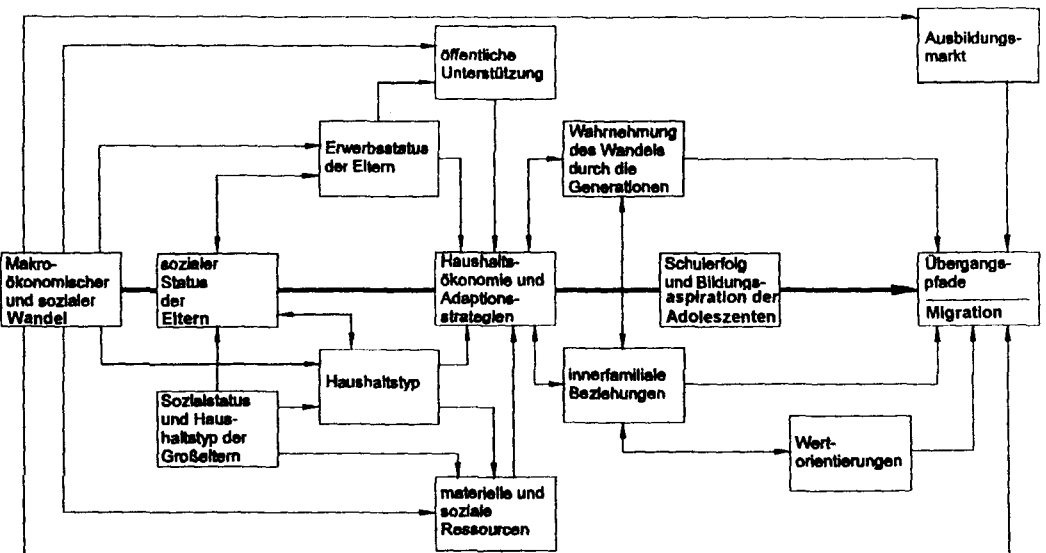 öffentliche
Unterstützung
Ausbildungs-
markt
Erwerbsstatus
der Eltern
Wahrnehmung
des Wandels
durch die
Generationen
Makro-
ökonomischer
und sozialer
Wandel
sozialer
Status
der
Eltern
Haushalts-
ökonomie und
Adaptions-
strategien
Schulerfolg
und Bildungs-
aspiration der
Adoleszenten
Übergangs-
pfade
Migration
Haushaltstyp
innerfamiliale
Beziehungen
Sozialstatus
und Haus-
haltstyp der
Großeltern
Wert-
orientierungen
materielle und
soziale
Ressourcen